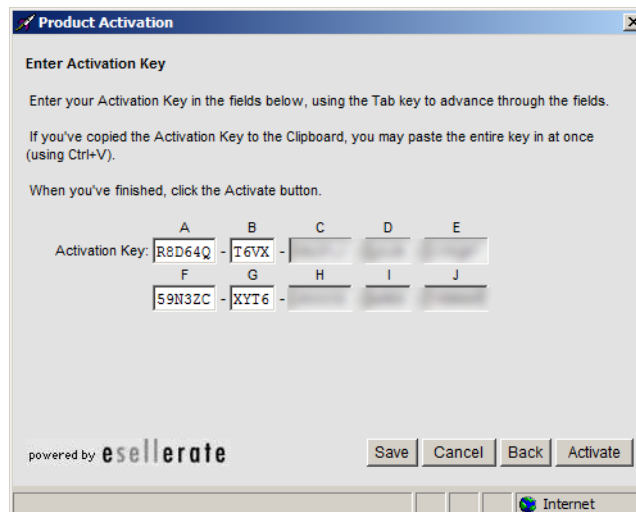 Product Activation
Enter Activation Key
Enter your Activation Key in the fields below, using the Tab key to advance through the fields.
If you've copied the Activation Key to the Clipboard, you may paste the entire key in at once
(using Ctrl+V).
When you've finished, click the Activate button.
A B C D E
Activation Key: R8D64Q - T6VX -
F G H I J
59N3ZC - XYT6 -
powered by esellerate
Save Cancel Back Activate
Internet